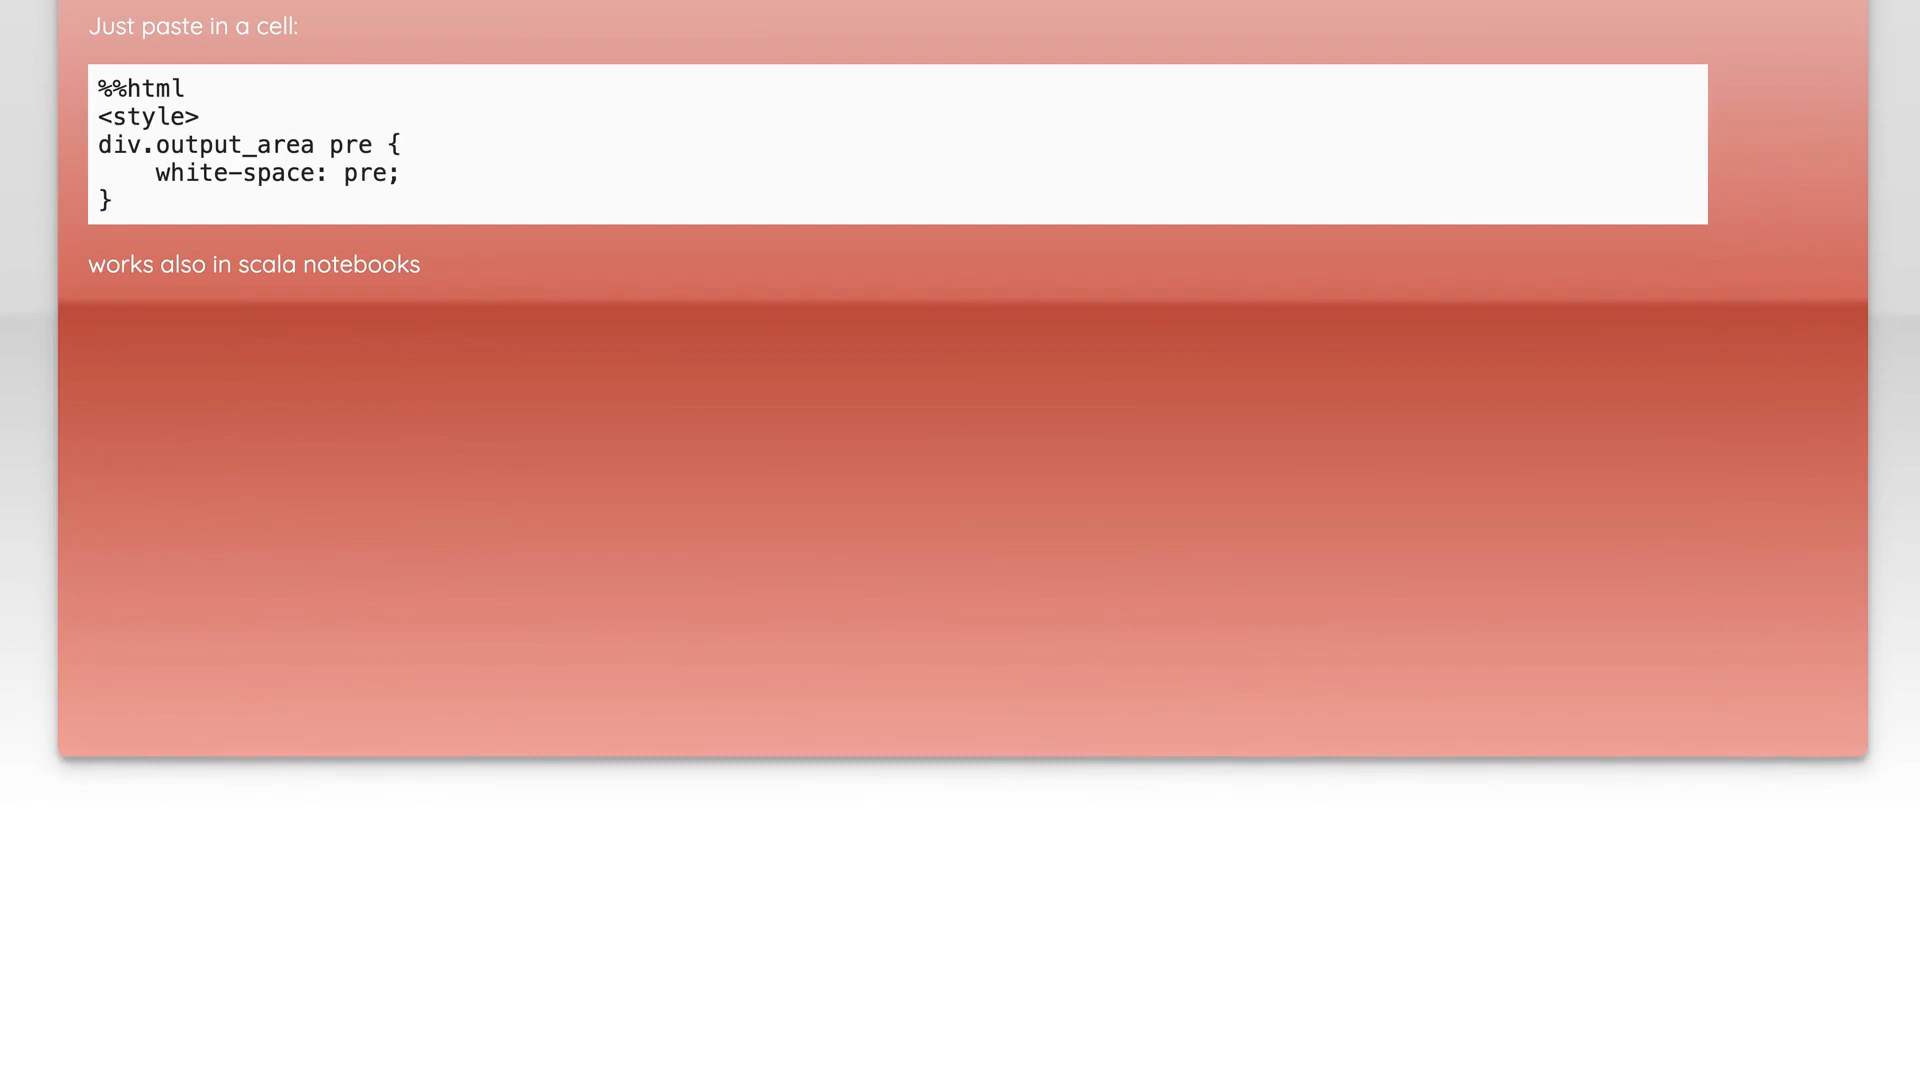 Just paste in a cell:
%%html
<style>
div.output_area pre {
    white-space: pre;
}
works also in scala notebooks